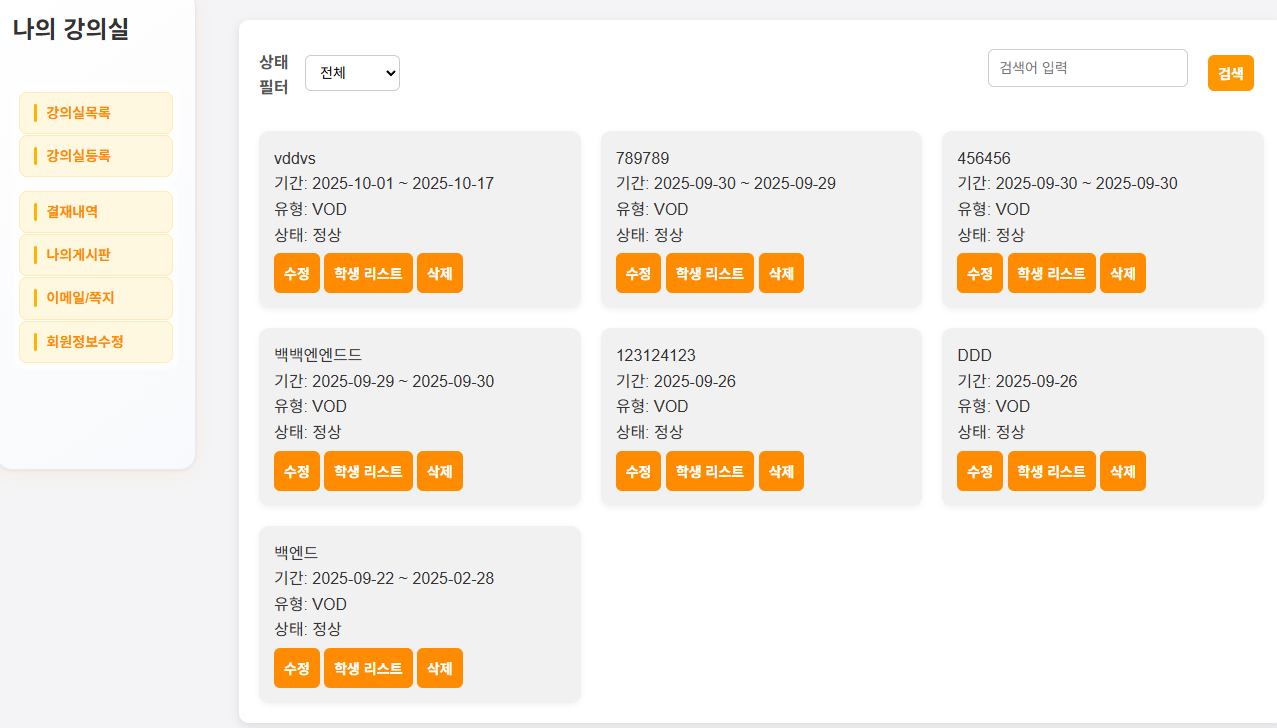 나의 강의실
강의실목록
강의실등록
결재내역
나의게시판
이메일/쪽지
회원정보수정
상태
필터
전체
검색어 입력
검색
vddvs
기간: 2025-10-01 ~ 2025-10-17
유형: VOD
상태: 정상
수정 학생 리스트 삭제
789789
기간: 2025-09-30 ~ 2025-09-29
유형: VOD
상태: 정상
수정 학생 리스트 삭제
456456
기간: 2025-09-30 ~ 2025-09-30
유형: VOD
상태: 정상
수정 학생 리스트 삭제
백백엔엔드드
기간: 2025-09-29 ~ 2025-09-30
유형: VOD
상태: 정상
수정 학생 리스트 삭제
123124123
기간: 2025-09-26
유형: VOD
상태: 정상
수정 학생 리스트 삭제
DDD
기간: 2025-09-26
유형: VOD
상태: 정상
수정 학생 리스트 삭제
백엔드
기간: 2025-09-22 ~ 2025-02-28
유형: VOD
상태: 정상
수정 학생 리스트 삭제